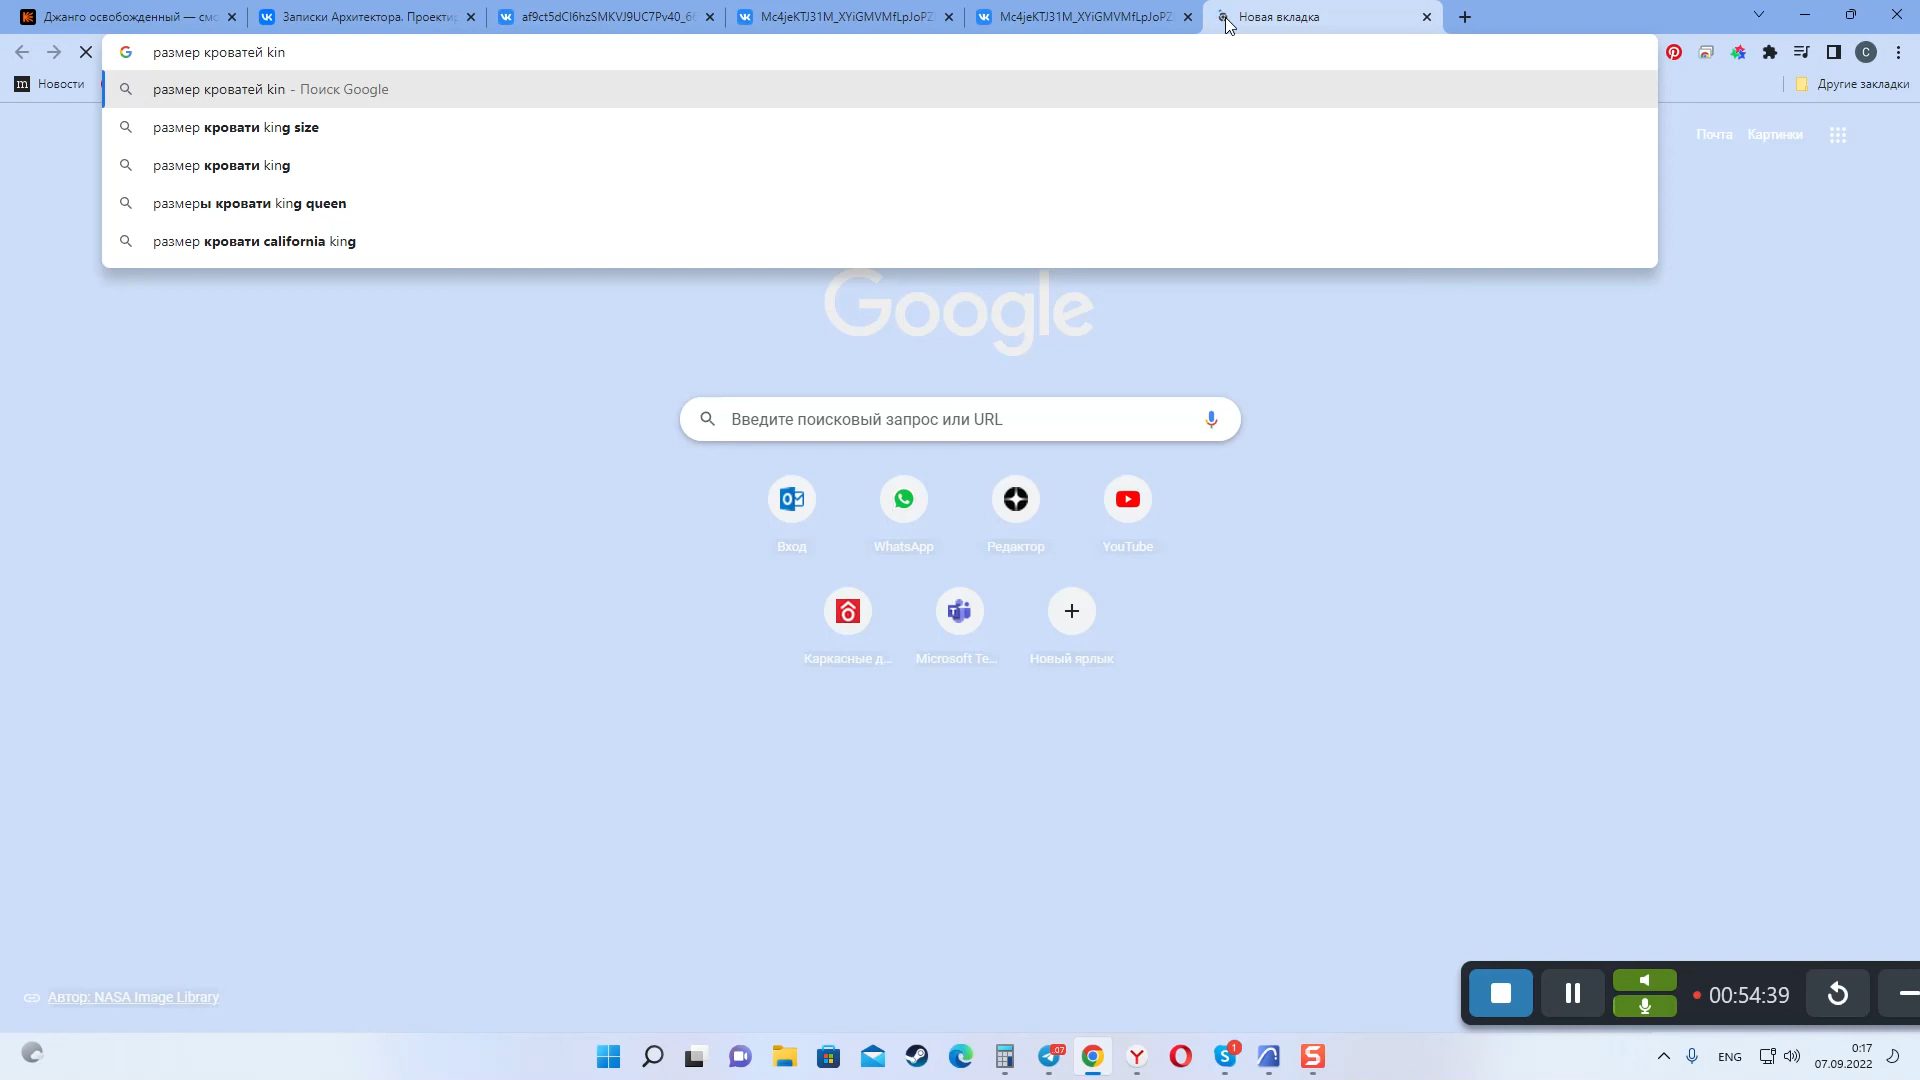 Джанго освобожденный — смо
Записки Архитектора. Проекти
af9ct5dCI6hzSMKVJ9UC7Pv40_6
Mc4jeKTJ31M_XYiGMVMfLpJoPZ
Mc4jeKTJ31M_XYiGMVMfLpJoPZ
Новая вкладка
размер кроватей kin
размер кроватей kin - Поиск Google
размер кровати king size
размер кровати king
размеры кровати king queen
размер кровати california king
Новости
Другие закладки
Почта
Картинки
Google
Введите поисковый запрос или URL
Вход
WhatsApp
Редактор
YouTube
Каркасные д...
Microsoft Te...
Новый ярлык
Автор: NASA Image Library
00:54:39
ENG
0:17
07.09.2022